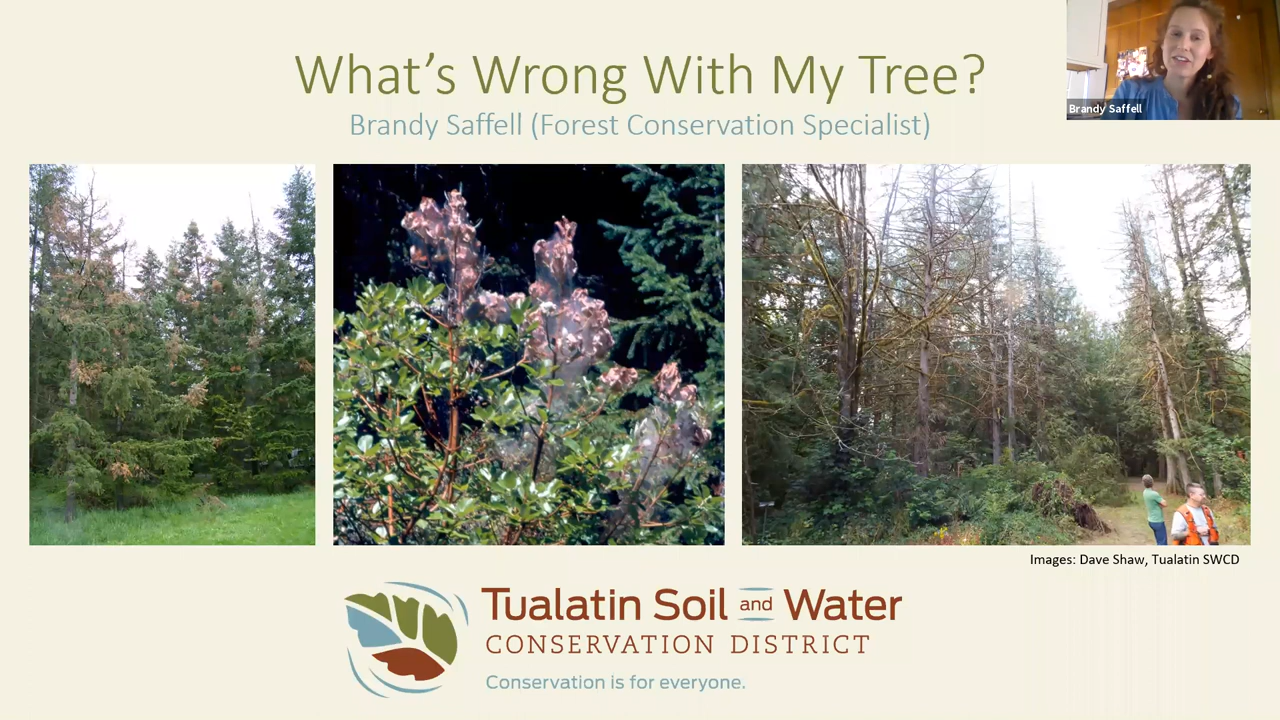 What's Wrong With My Tree?
Brandy Saffell (Forest Conservation Specialist)
Brandy Saffell
Images: Dave Shaw, Tualatin SWCD
Tualatin Soil and Water
CONSERVATION DISTRICT
Conservation is for everyone.